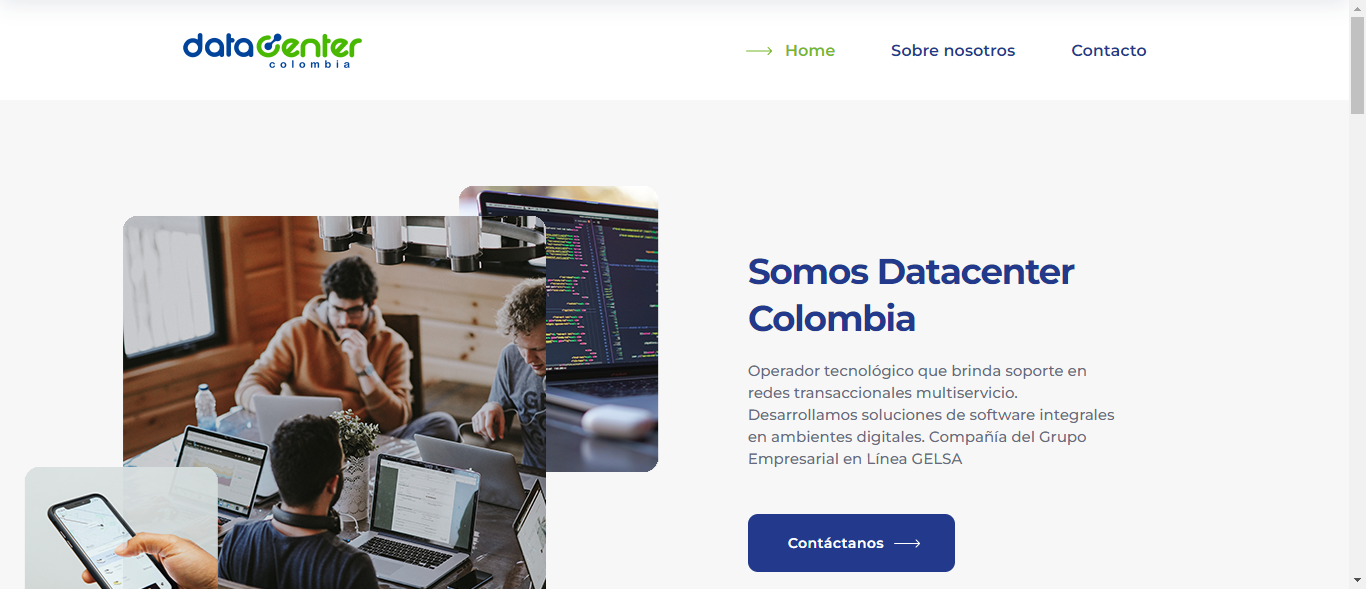 datacenter
colombia
Home
Sobre nosotros
Contacto
Somos Datacenter
Colombia
Operador tecnológico que brinda soporte en
redes transaccionales multiservicio.
Desarrollamos soluciones de software integrales
en ambientes digitales. Compañía del Grupo
Empresarial en Línea GELSA
Contáctanos